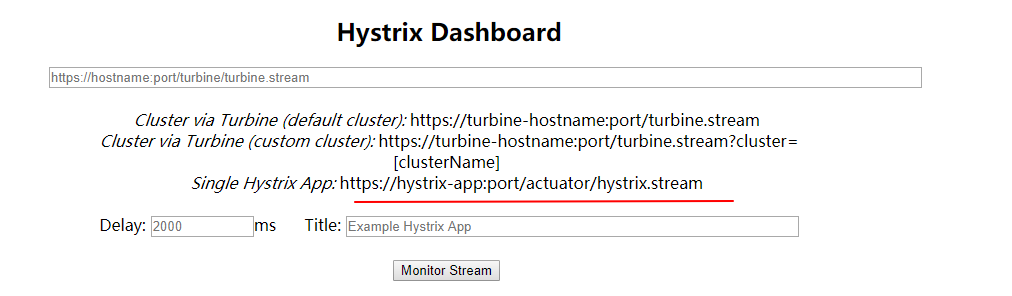 Hystrix Dashboard
https://hostname:port/turbine/turbine.stream
Cluster via Turbine (default cluster): https://turbine-hostname:port/turbine.stream
Cluster via Turbine (custom cluster): https://turbine-hostname:port/turbine.stream?cluster=
[clusterName]
Single Hystrix App: https://hystrix-app:port/actuator/hystrix.stream
Delay: 2000 ms Title: Example Hystrix App
Monitor Stream